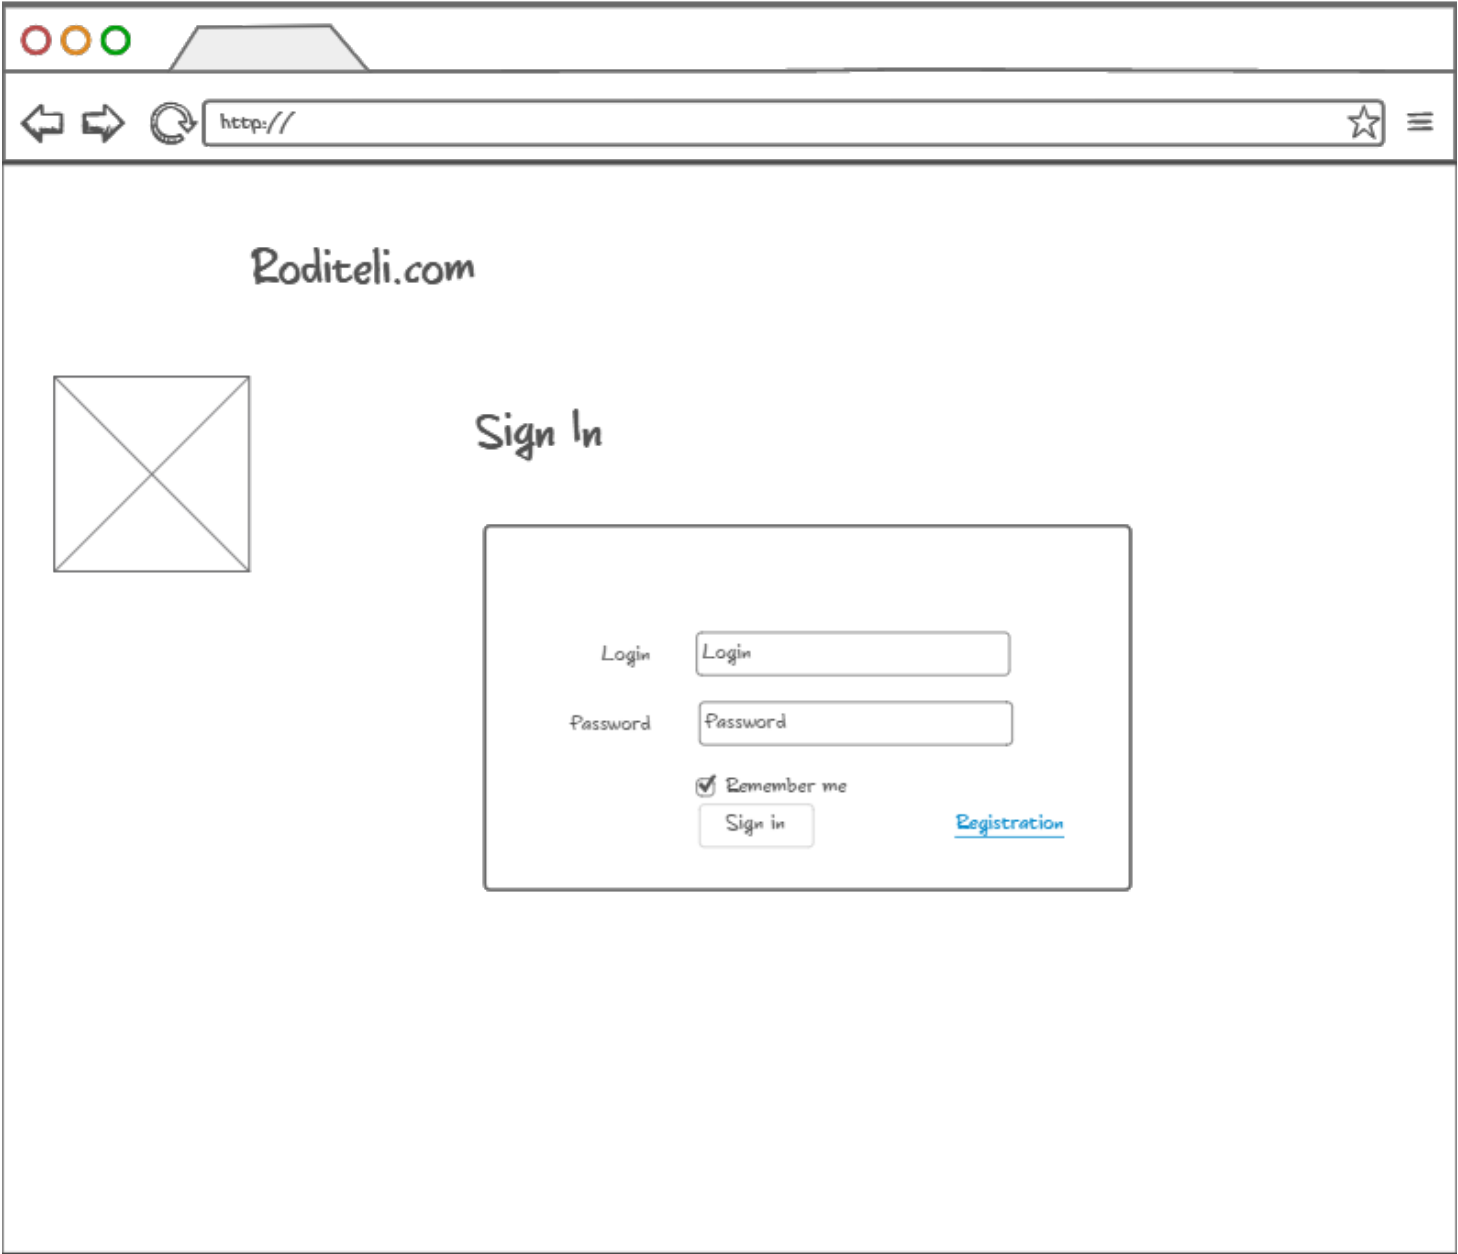 http://
Roditeli.com
Sign In
Login Login
Password Password
Remember me
Sign in Registration